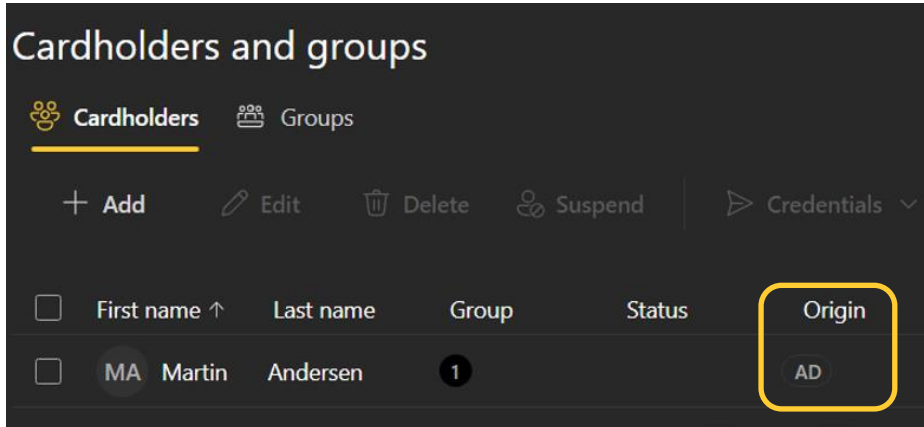 Cardholders and groups
Cardholders Groups
Add Edit Delete Suspend Credentials
First name ↑ Last name Group Status Origin
MA Martin Andersen 1 AD